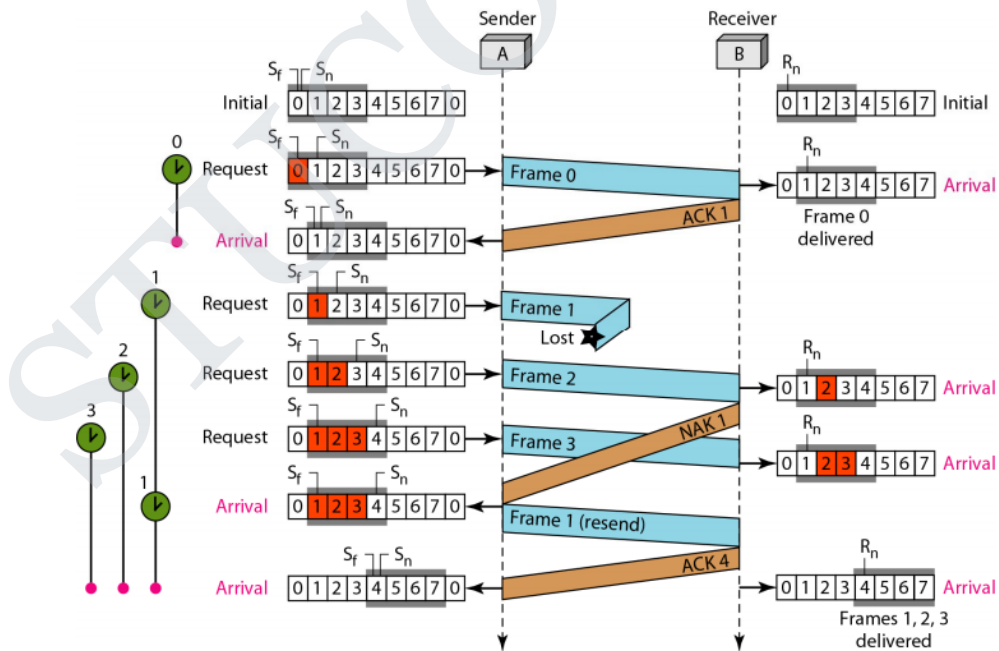 STUCO
Sender
Receiver
A
B
Sf Sn
Initial
0 1 2 3 4 5 6 7 0
Rn
0 1 2 3 4 5 6 7
Initial
0
Sf Sn
Request
0 1 2 3 4 5 6 7 0
Frame 0
Rn
0 1 2 3 4 5 6 7
Arrival
Frame 0
delivered
ACK 1
Sf Sn
Arrival
0 1 2 3 4 5 6 7 0
1
Sf Sn
Request
0 1 2 3 4 5 6 7 0
Frame 1
Lost
2
Sf Sn
Request
0 1 2 3 4 5 6 7 0
Frame 2
Rn
0 1 2 3 4 5 6 7
Arrival
3
Sf Sn
Request
0 1 2 3 4 5 6 7 0
Frame 3
NAK 1
Rn
0 1 2 3 4 5 6 7
Arrival
1
Sf Sn
Arrival
0 1 2 3 4 5 6 7 0
Frame 1 (resend)
ACK 4
Sf Sn
Arrival
0 1 2 3 4 5 6 7 0
Rn
0 1 2 3 4 5 6 7
Arrival
Frames 1, 2, 3
delivered